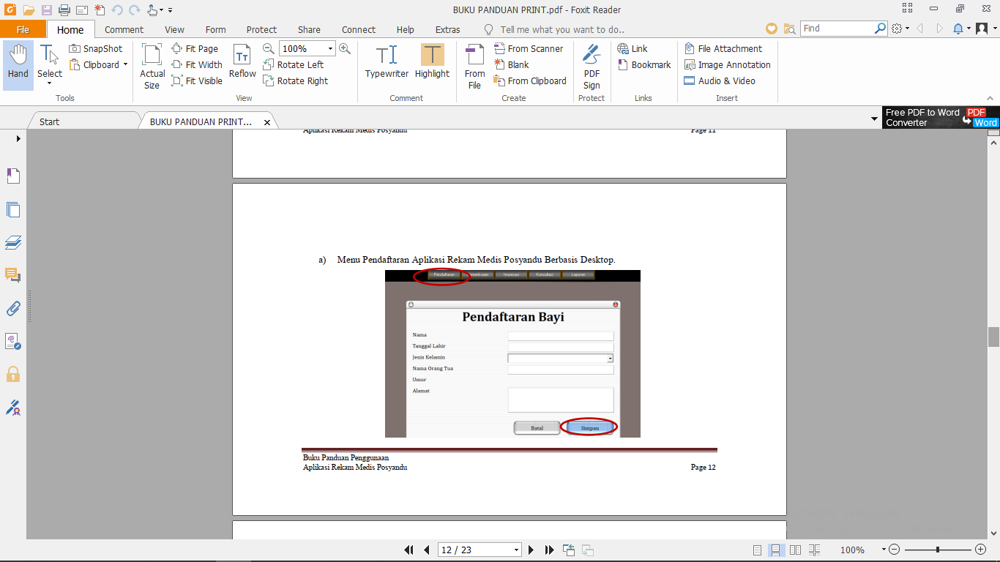 BUKU PANDUAN PRINT.pdf - Foxit Reader
File Home Comment View Form Protect Share Connect Help Extras Tell me what you want to do.. Find
Hand
Select
SnapShot
Clipboard
Tools
Actual Size
Fit Page
Fit Width
Fit Visible
Reflow
100%
Rotate Left
Rotate Right
View
Typewriter
Highlight
Comment
From File
From Scanner
Blank
From Clipboard
Create
PDF Sign
Protect
Link
Bookmark
Links
File Attachment
Image Annotation
Audio & Video
Insert
Start
BUKU PANDUAN PRINT...
Free PDF to Word Converter
PDF
Word
Aplikasi Rekam Medis Posyandu Page 11
a) Menu Pendaftaran Aplikasi Rekam Medis Posyandu Berbasis Desktop.
Pendaftaran Imunisasi Konsultasi Laporan
Pendaftaran Bayi
Nama
Tanggal Lahir
Jenis Kelamin
Nama Orang Tua
Umur
Alamat
Batal Simpan
Buku Panduan Penggunaan
Aplikasi Rekam Medis Posyandu Page 12
12 / 23
100%